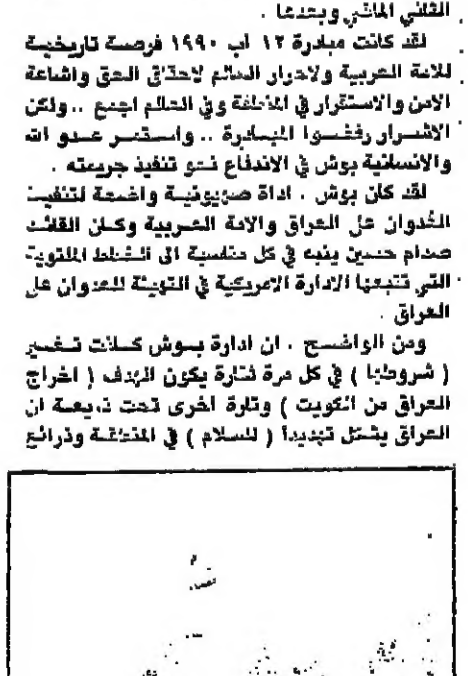 الثاني الماضي وبعدها .
لقد كانت مبادرة ١٢ اب ١٩٩٠ فرصة تاريخية
للامة العربية ولاحرار العالم لاحقاق الحق واشاعة
الامن والاستقرار في المنطقة وفي العالم اجمع .. ولكن
الاشرار رفضوا المبادرة .. واستمر عدو الله
والانسانية بوش في الاندفاع نحو تنفيذ جريمته .
لقد كان بوش . اداة صهيونية واضحة لتنفيذ
العدوان على العراق والامة العربية وكان القائد
صدام حسين ينبه في كل مناسبة الى الخطط الملتوية
التي تتبعها الادارة الامريكية في التهيئة للعدوان على
العراق .
ومن الواضح . ان ادارة بوش كانت تغير
( شروطها ) في كل مرة فتارة يكون الهدف ( اخراج
العراق من الكويت ) وتارة اخرى تحت ذريعة ان
العراق يشكل تهديداً ( للسلام ) في المنطقة وذرائع